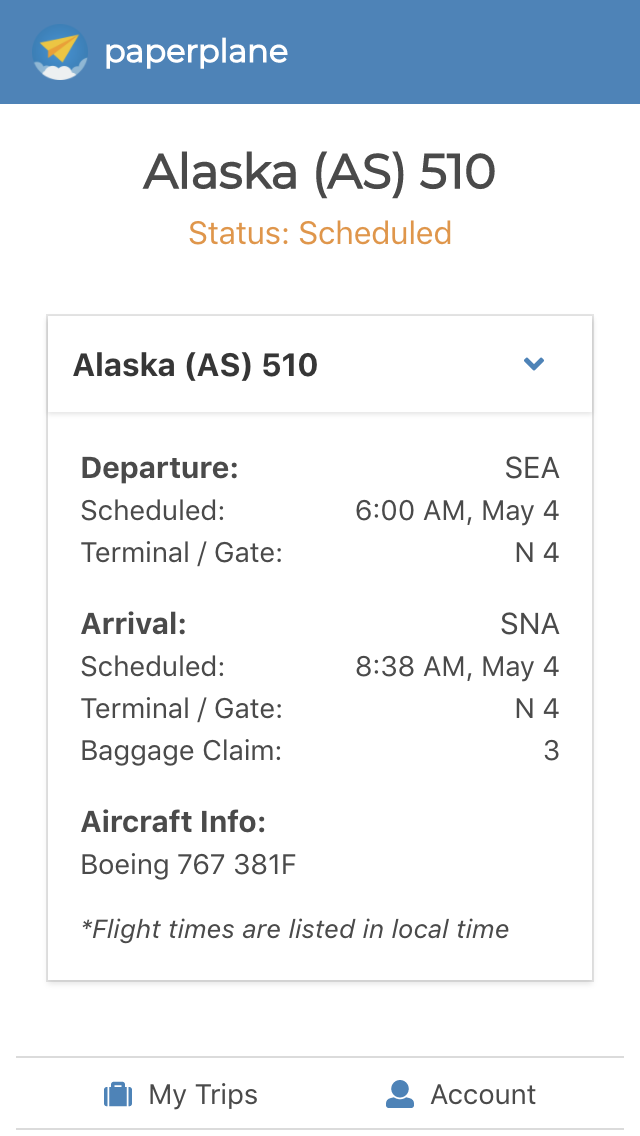 paperplane
Alaska (AS) 510
Status: Scheduled
Alaska (AS) 510
Departure: SEA
Scheduled: 6:00 AM, May 4
Terminal / Gate: N 4
Arrival: SNA
Scheduled: 8:38 AM, May 4
Terminal / Gate: N 4
Baggage Claim: 3
Aircraft Info:
Boeing 767 381F
*Flight times are listed in local time
My Trips Account